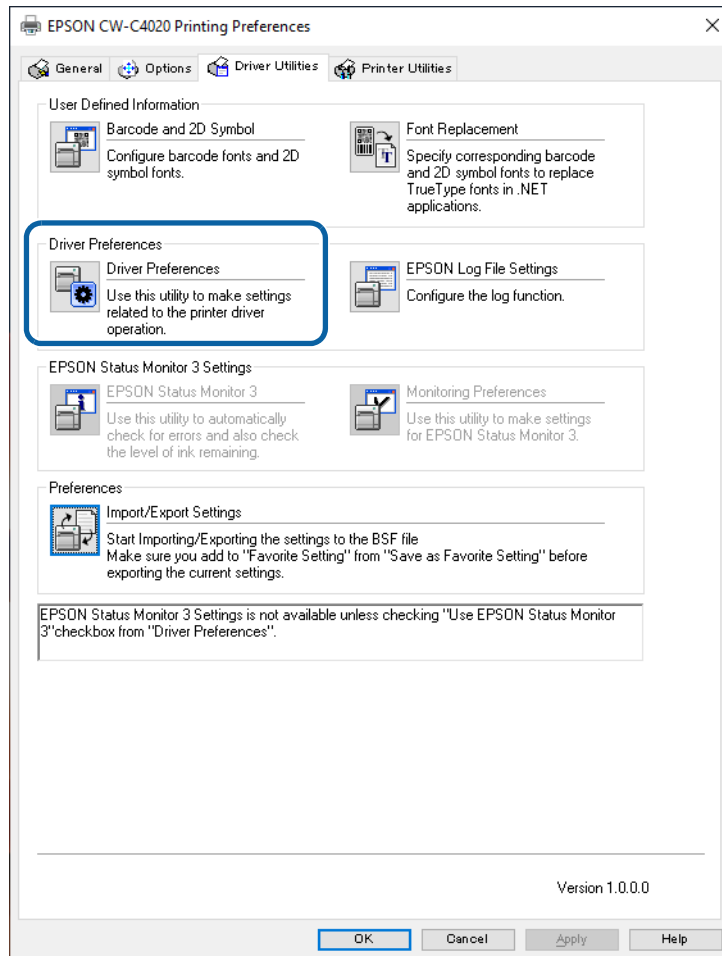 EPSON CW-C4020 Printing Preferences
General Options Driver Utilities Printer Utilities
User Defined Information
Barcode and 2D Symbol
Configure barcode fonts and 2D
symbol fonts.
Font Replacement
Specify corresponding barcode
and 2D symbol fonts to replace
TrueType fonts in .NET
applications.
Driver Preferences
Driver Preferences
Use this utility to make settings
related to the printer driver
operation.
EPSON Log File Settings
Configure the log function.
EPSON Status Monitor 3 Settings
EPSON Status Monitor 3
Use this utility to automatically
check for errors and also check
the level of ink remaining.
Monitoring Preferences
Use this utility to make settings
for EPSON Status Monitor 3.
Preferences
Import/Export Settings
Start Importing/Exporting the settings to the BSF file
Make sure you add to "Favorite Setting" from "Save as Favorite Setting" before
exporting the current settings.
EPSON Status Monitor 3 Settings is not available unless checking "Use EPSON Status Monitor
3"checkbox from "Driver Preferences".
Version 1.0.0.0
OK Cancel Apply Help